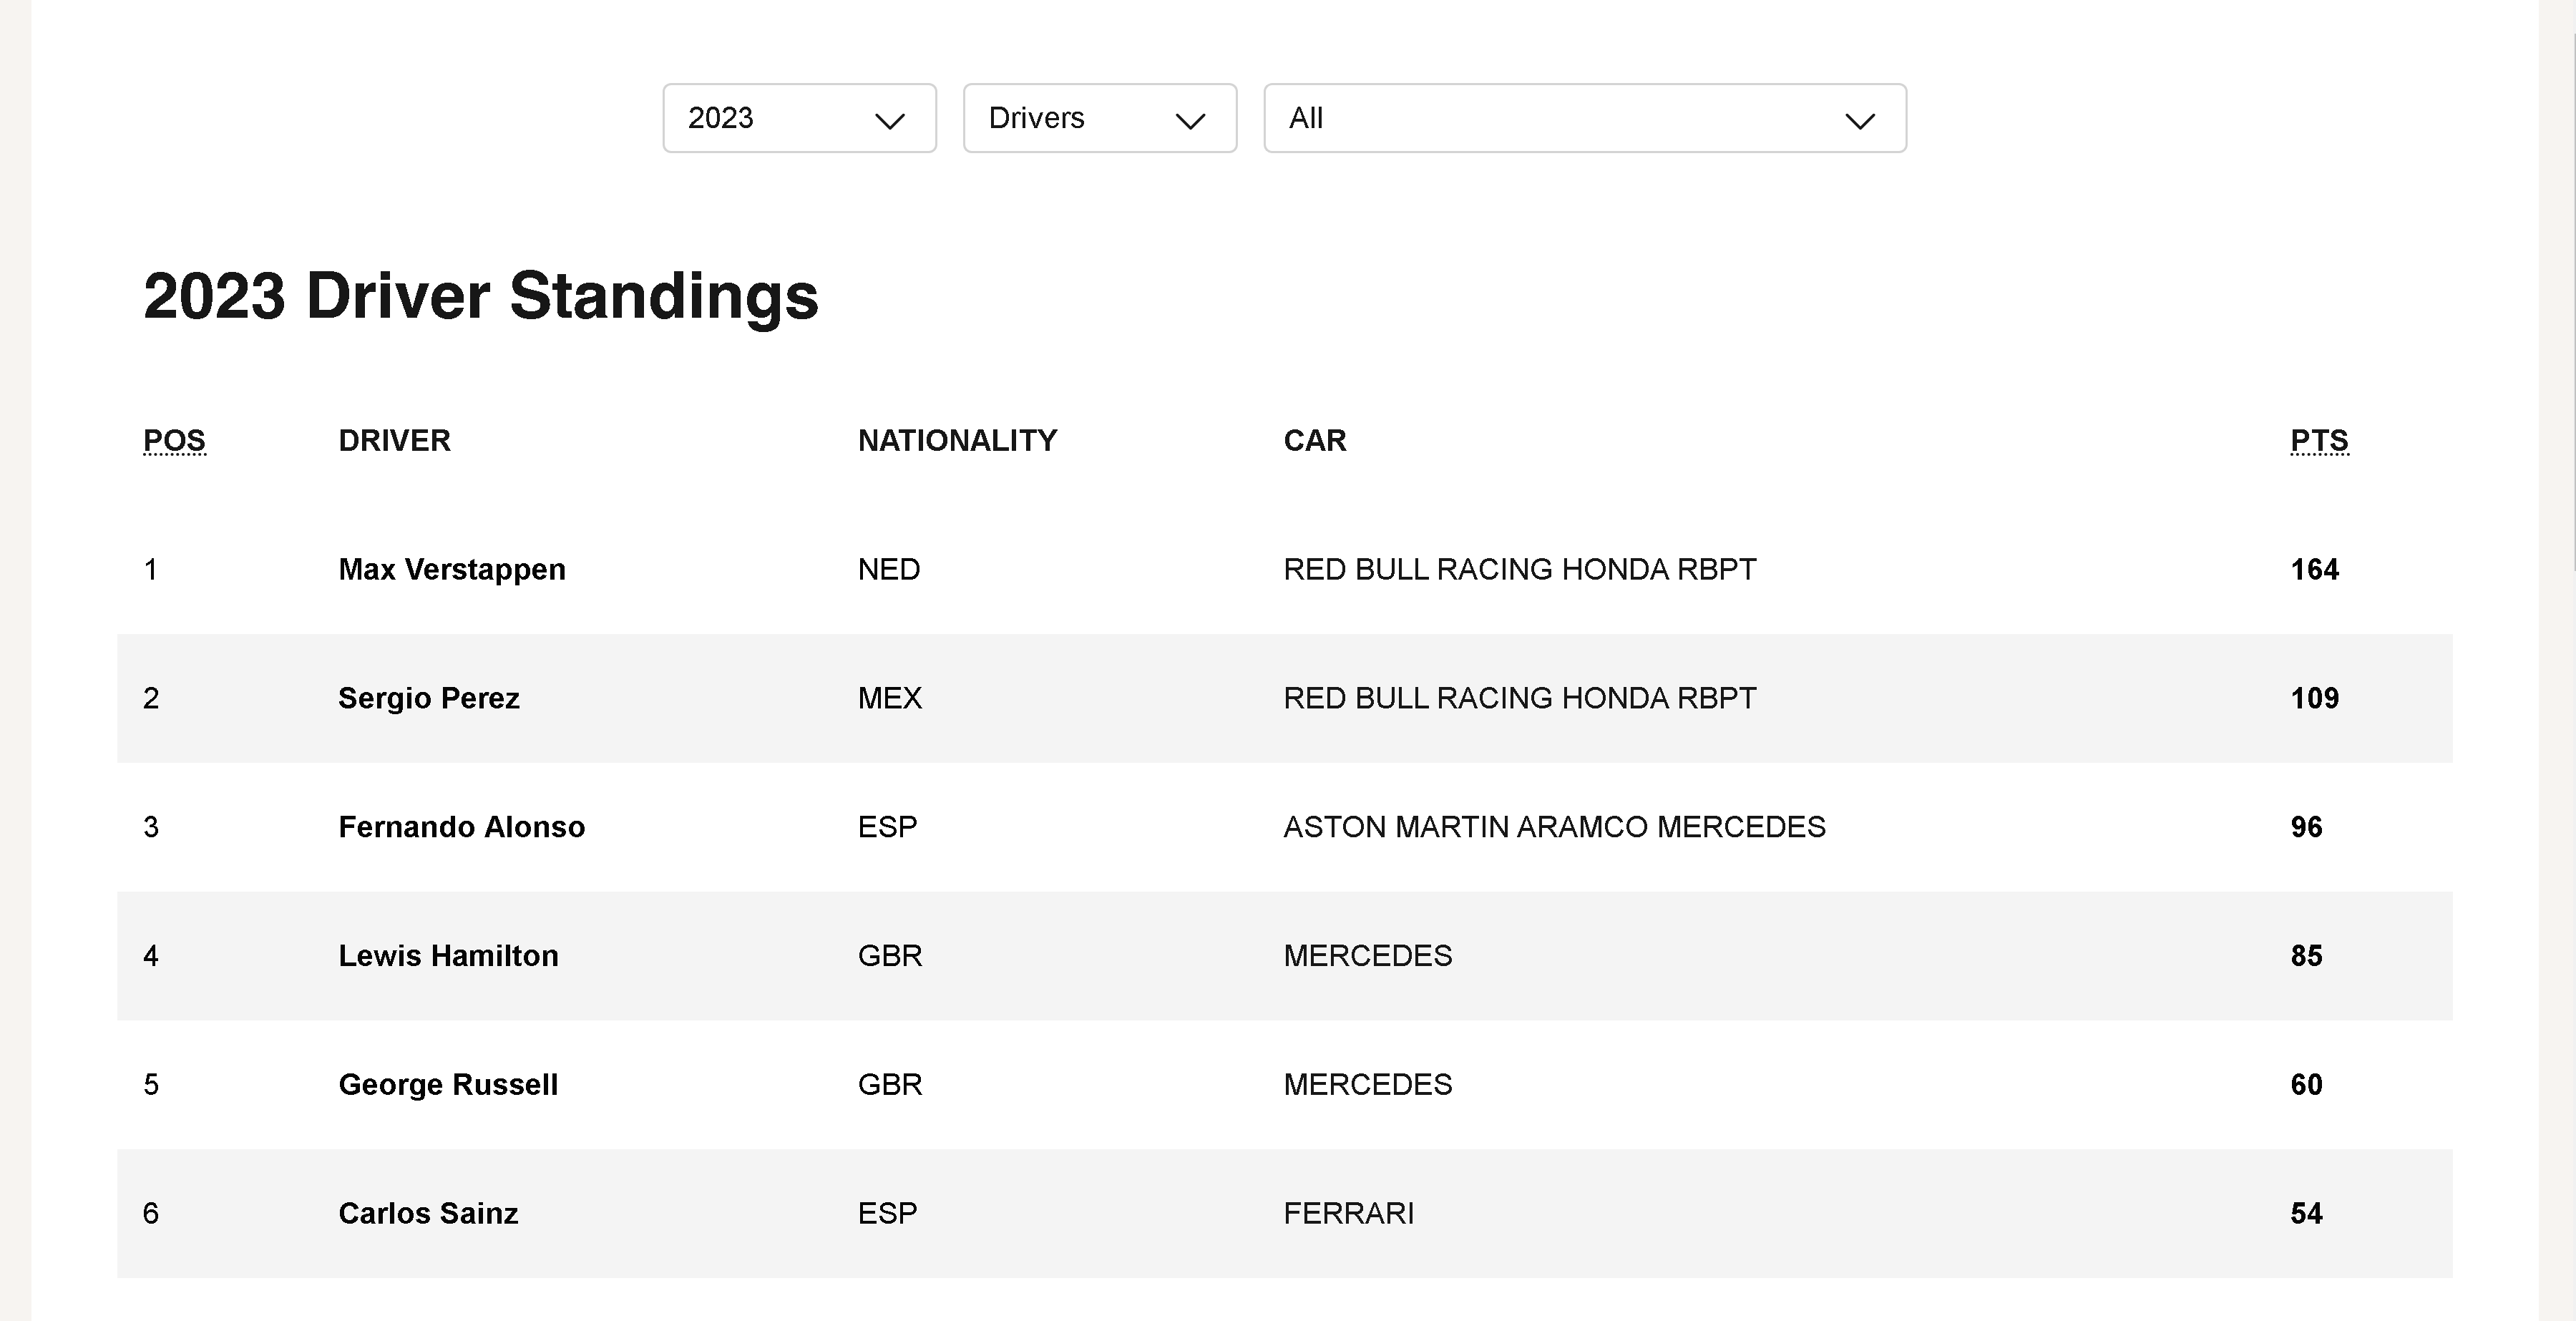 2023 Drivers All
2023 Driver Standings
POS DRIVER NATIONALITY CAR PTS
1 Max Verstappen NED RED BULL RACING HONDA RBPT 164
2 Sergio Perez MEX RED BULL RACING HONDA RBPT 109
3 Fernando Alonso ESP ASTON MARTIN ARAMCO MERCEDES 96
4 Lewis Hamilton GBR MERCEDES 85
5 George Russell GBR MERCEDES 60
6 Carlos Sainz ESP FERRARI 54